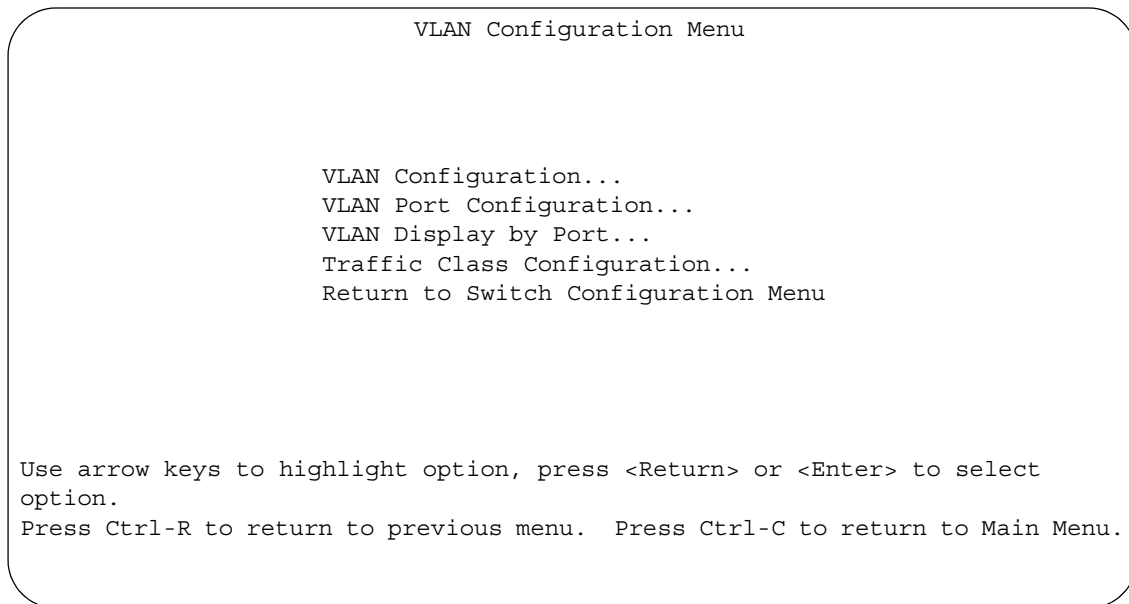 VLAN Configuration Menu
VLAN Configuration...
VLAN Port Configuration...
VLAN Display by Port...
Traffic Class Configuration...
Return to Switch Configuration Menu
Use arrow keys to highlight option, press <Return> or <Enter> to select
option.
Press Ctrl-R to return to previous menu.  Press Ctrl-C to return to Main Menu.